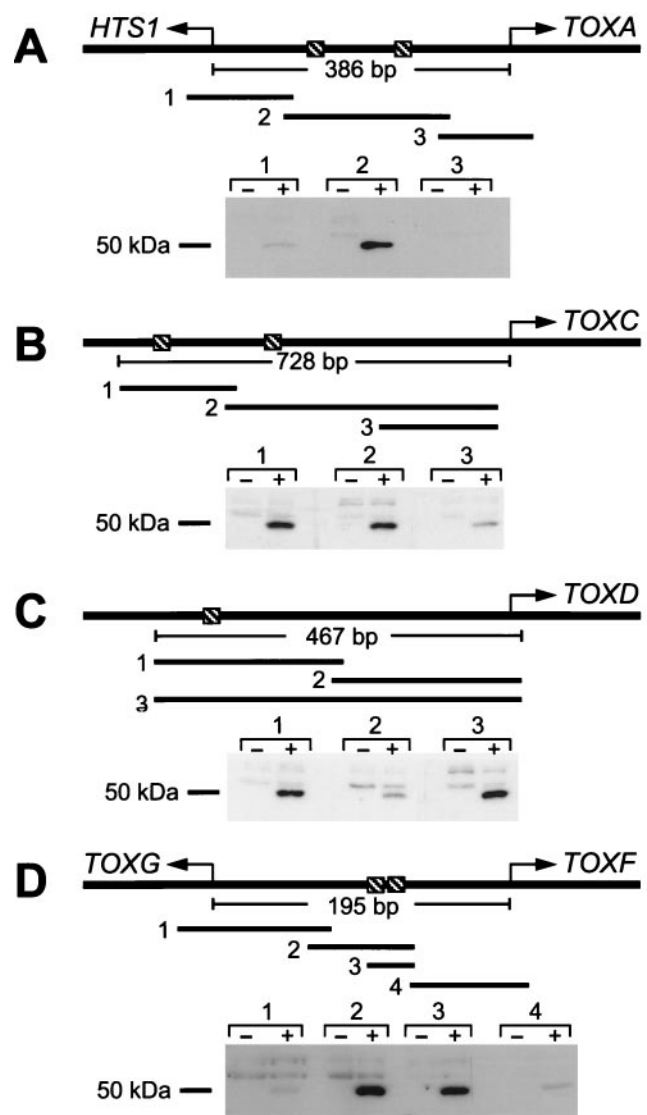 A HTS1 TOXA
386 bp
1
2
3
1 2 3
− + − + − +
50 kDa
B TOXC
728 bp
1
2
3
1 2 3
− + − + − +
50 kDa
C TOXD
467 bp
1
2
3
1 2 3
− + − + − +
50 kDa
D TOXG TOXF
195 bp
1
2
3
4
1 2 3 4
− + − + − + − +
50 kDa